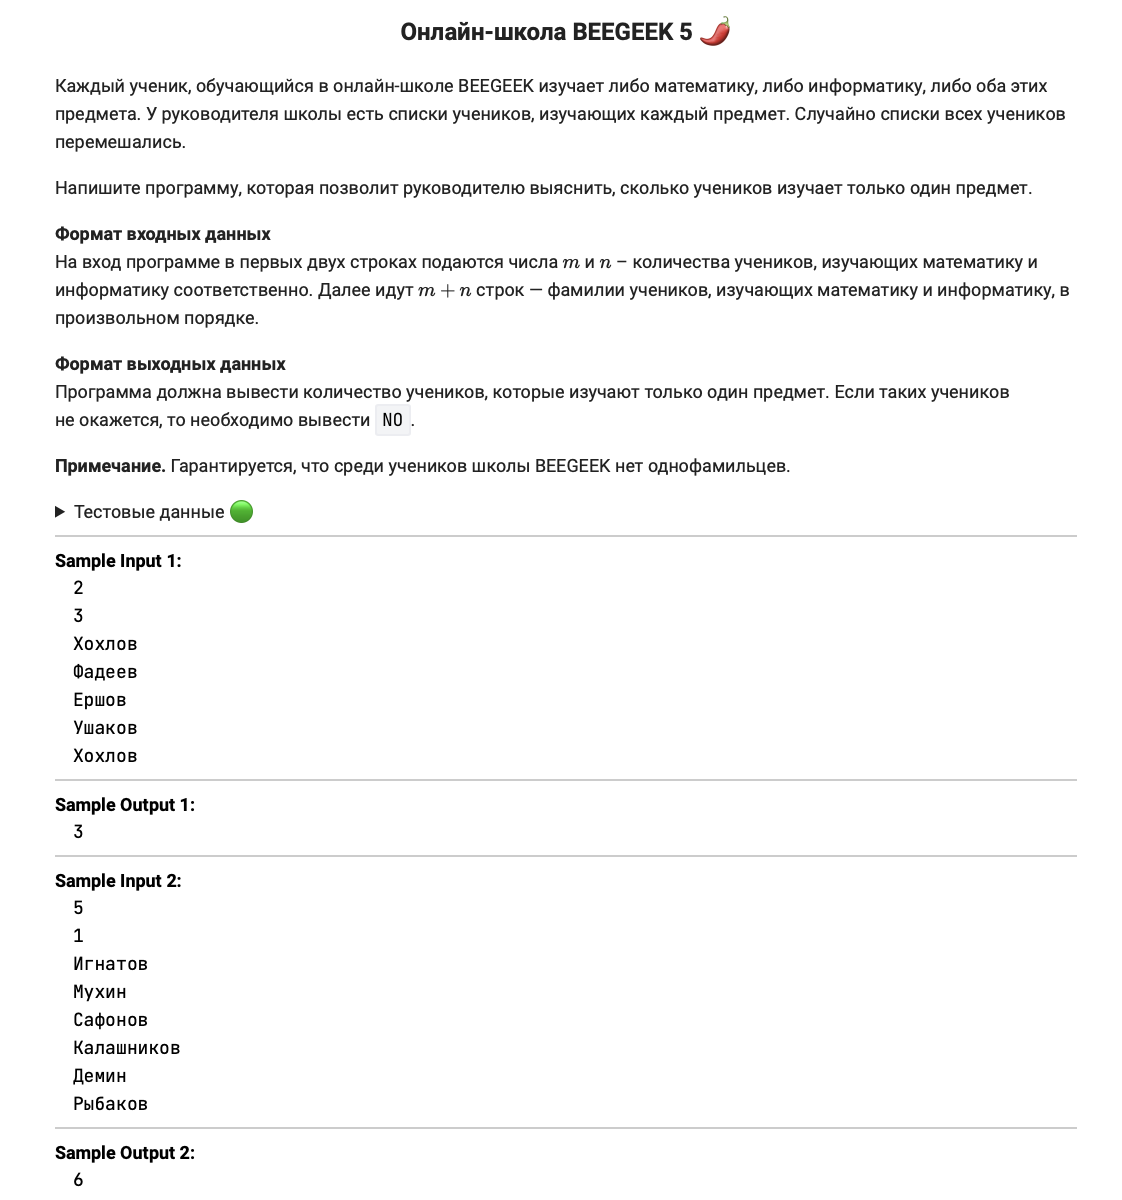 Онлайн-школа BEEGEEK 5 🌶️
Каждый ученик, обучающийся в онлайн-школе BEEGEEK изучает либо математику, либо информатику, либо оба этих
предмета. У руководителя школы есть списки учеников, изучающих каждый предмет. Случайно списки всех учеников
перемешались.
Напишите программу, которая позволит руководителю выяснить, сколько учеников изучает только один предмет.
Формат входных данных
На вход программе в первых двух строках подаются числа m и n – количества учеников, изучающих математику и
информатику соответственно. Далее идут m + n строк — фамилии учеников, изучающих математику и информатику, в
произвольном порядке.
Формат выходных данных
Программа должна вывести количество учеников, которые изучают только один предмет. Если таких учеников
не окажется, то необходимо вывести NO.
Примечание. Гарантируется, что среди учеников школы BEEGEEK нет однофамильцев.
▶ Тестовые данные 🟢
Sample Input 1:
2
3
Хохлов
Фадеев
Ершов
Ушаков
Хохлов
Sample Output 1:
3
Sample Input 2:
5
1
Игнатов
Мухин
Сафонов
Калашников
Демин
Рыбаков
Sample Output 2:
6